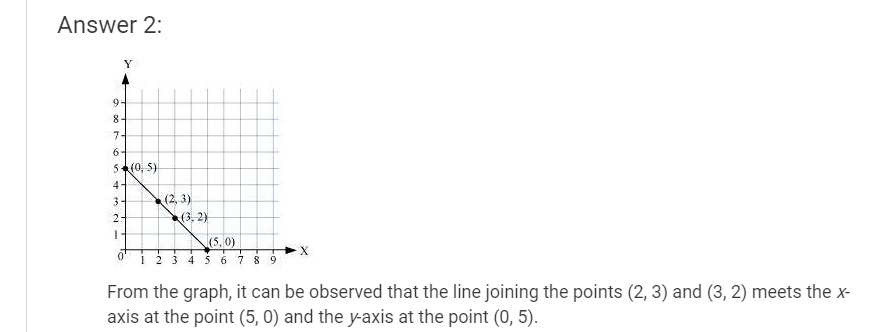 Answer 2:
Y
9
8
7
6
5 (0, 5)
4
3 (2, 3)
2 (3, 2)
1 (5, 0)
0 1 2 3 4 5 6 7 8 9 X
From the graph, it can be observed that the line joining the points (2, 3) and (3, 2) meets the x-
axis at the point (5, 0) and the y-axis at the point (0, 5).